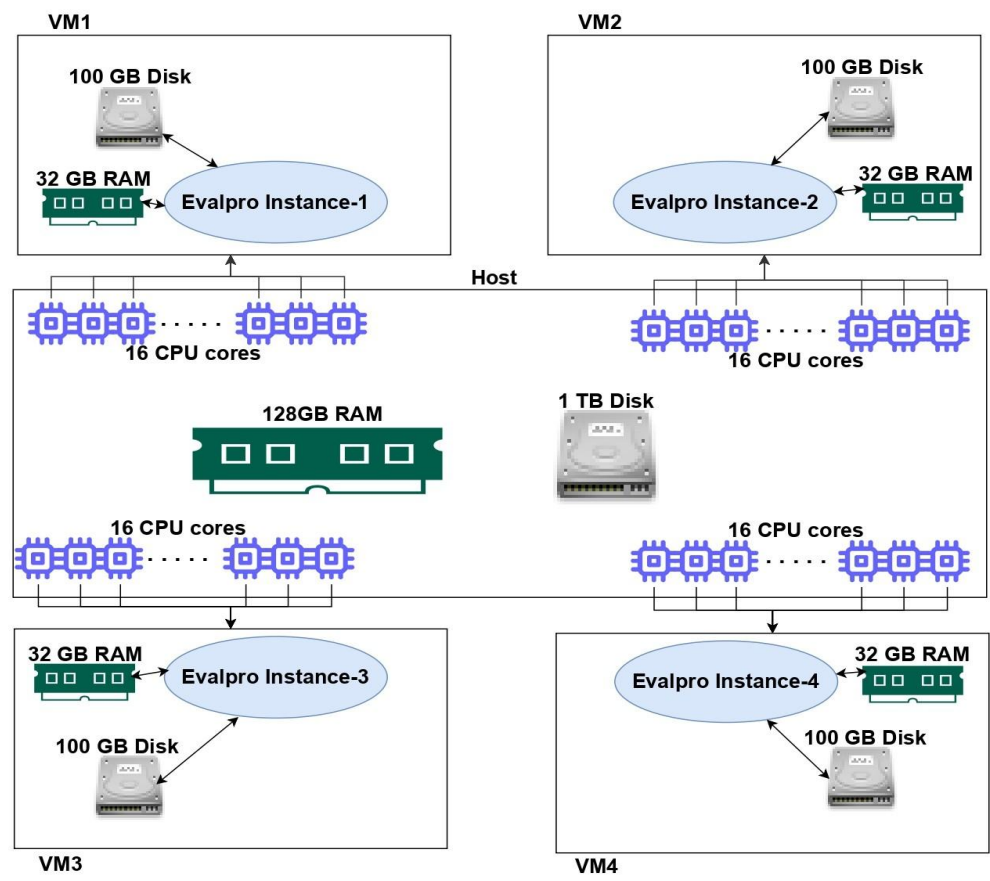 VM1
VM2
100 GB Disk
100 GB Disk
32 GB RAM
32 GB RAM
Evalpro Instance-1
Evalpro Instance-2
Host
16 CPU cores
16 CPU cores
128GB RAM
1 TB Disk
16 CPU cores
16 CPU cores
32 GB RAM
32 GB RAM
Evalpro Instance-3
Evalpro Instance-4
100 GB Disk
100 GB Disk
VM3
VM4